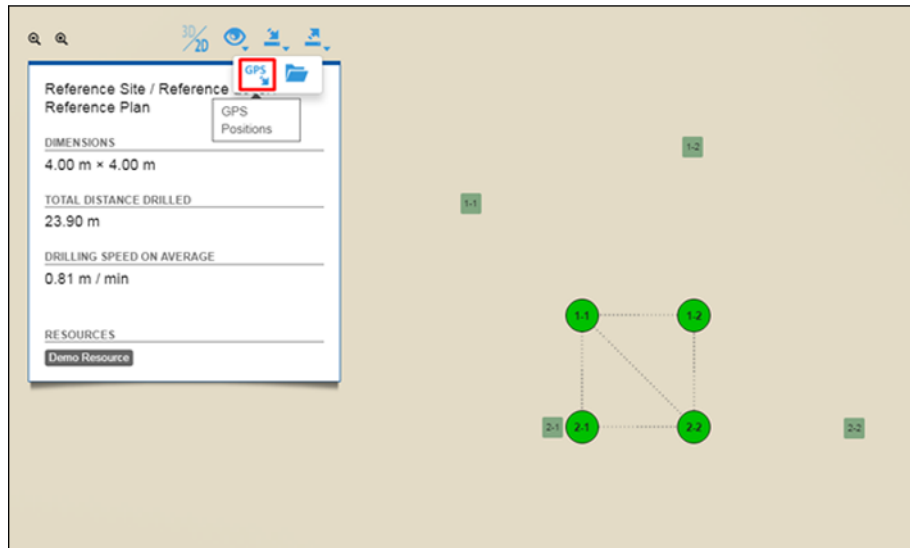 3D/2D
GPS
Reference Site / Reference
Reference Plan
GPS
Positions
DIMENSIONS
4.00 m × 4.00 m
TOTAL DISTANCE DRILLED
23.90 m
DRILLING SPEED ON AVERAGE
0.81 m / min
RESOURCES
Demo Resource
1-2
1-1
1-1
1-2
2-1
2-1
2-2
2-2